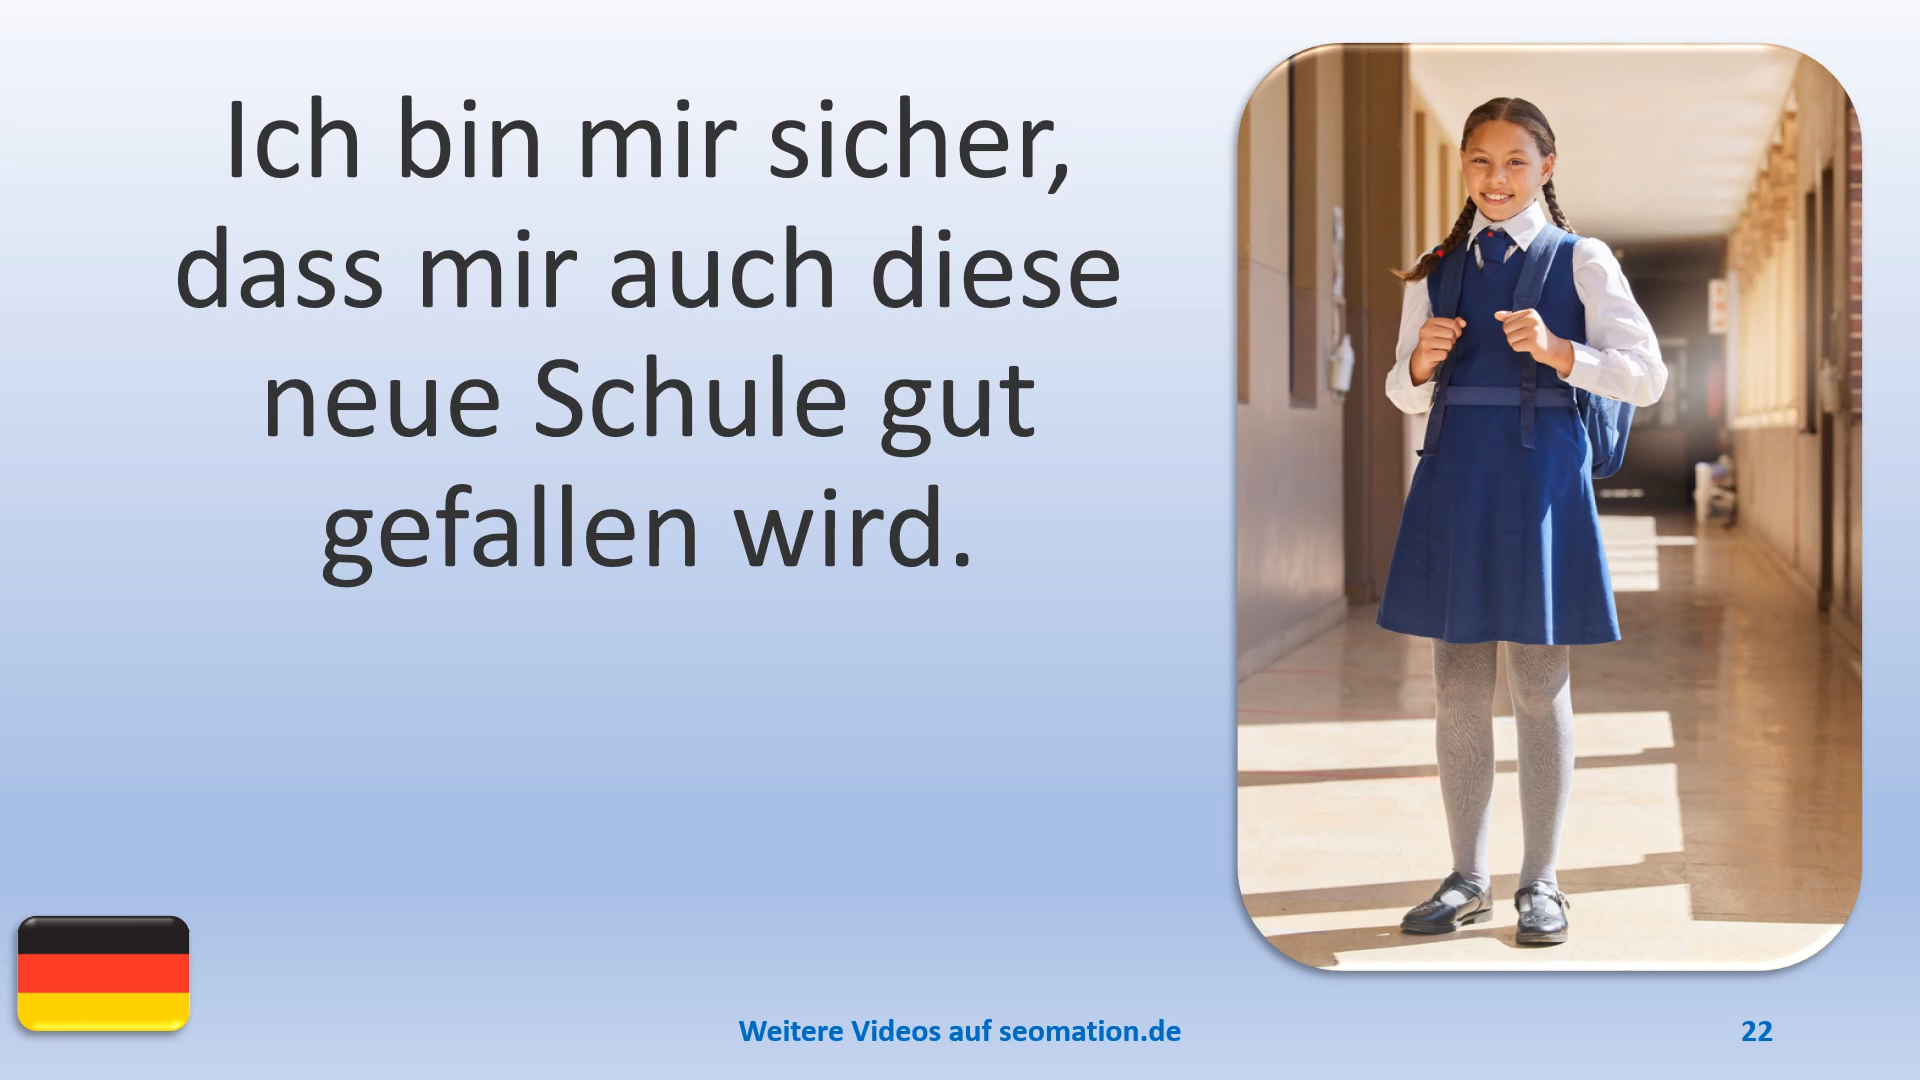 Ich bin mir sicher,
dass mir auch diese
neue Schule gut
gefallen wird.
Weitere Videos auf seomation.de
22